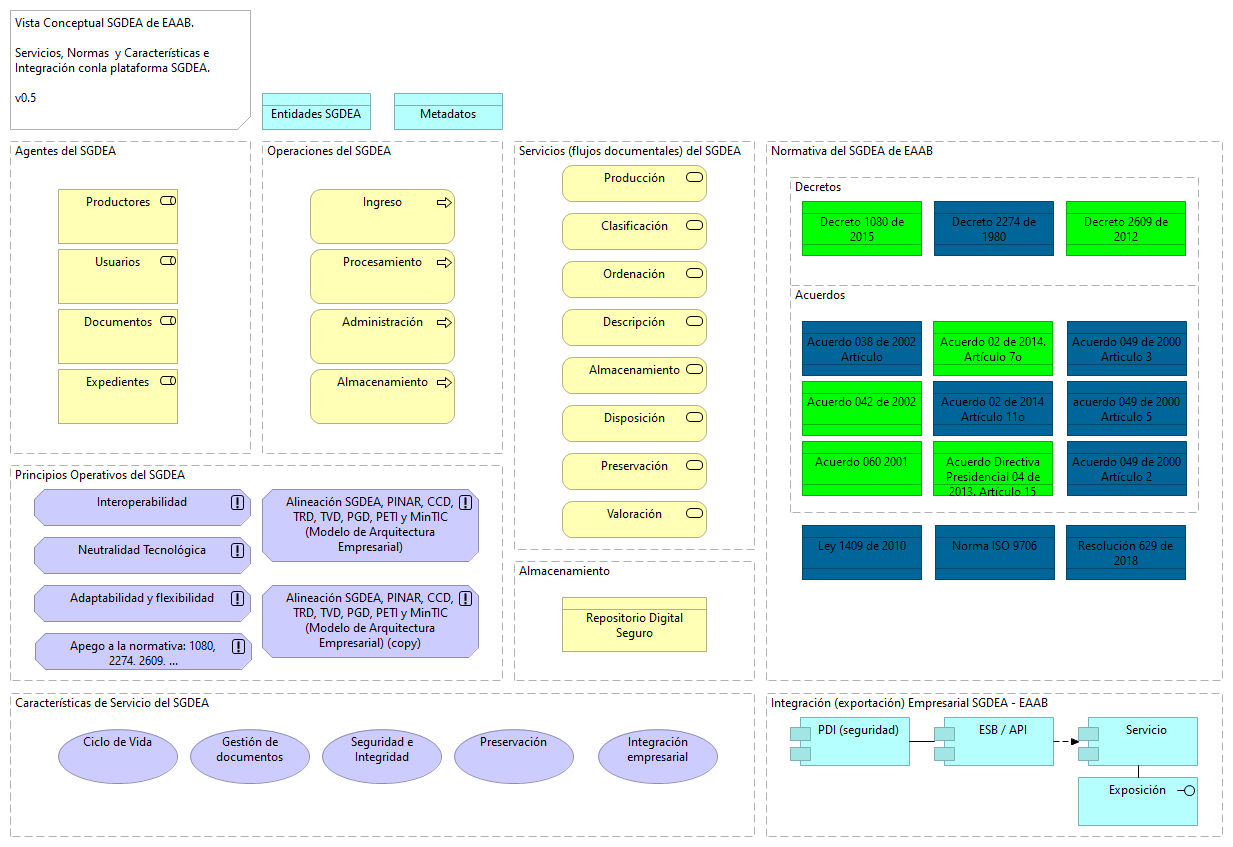 Vista Conceptual SGDEA de EAAB.
Servicios, Normas y Características e
Integración conla plataforma SGDEA.
v0.5
Entidades SGDEA
Metadatos
Agentes del SGDEA
Productores
Usuarios
Documentos
Expedientes
Operaciones del SGDEA
Ingreso
Procesamiento
Administración
Almacenamiento
Servicios (flujos documentales) del SGDEA
Producción
Clasificación
Ordenación
Descripción
Almacenamiento
Disposición
Preservación
Valoración
Normativa del SGDEA de EAAB
Decretos
Decreto 1080 de
2015
Decreto 2274 de
1980
Decreto 2609 de
2012
Acuerdos
Acuerdo 038 de 2002
Artículo
Acuerdo 02 de 2014.
Artículo 7o
Acuerdo 049 de 2000
Articulo 3
Acuerdo 042 de 2002
Acuerdo 02 de 2014
Artículo 11o
acuerdo 049 de 2000
Artículo 5
Acuerdo 060 2001
Acuerdo Directiva
Presidencial 04 de
2013. Artículo 15
Acuerdo 049 de 2000
Artículo 2
Ley 1409 de 2010
Norma ISO 9706
Resolución 629 de
2018
Principios Operativos del SGDEA
Interoperabilidad
Neutralidad Tecnológica
Adaptabilidad y flexibilidad
Apego a la normativa: 1080,
2274. 2609. ...
Alineación SGDEA, PINAR, CCD,
TRD, TVD, PGD, PETI y MinTIC
(Modelo de Arquitectura
Empresarial)
Alineación SGDEA, PINAR, CCD,
TRD, TVD, PGD, PETI y MinTIC
(Modelo de Arquitectura
Empresarial) (copy)
Almacenamiento
Repositorio Digital
Seguro
Características de Servicio del SGDEA
Ciclo de Vida
Gestión de
documentos
Seguridad e
Integridad
Preservación
Integración
empresarial
Integración (exportación) Empresarial SGDEA - EAAB
PDI (seguridad)
ESB / API
Servicio
Exposición